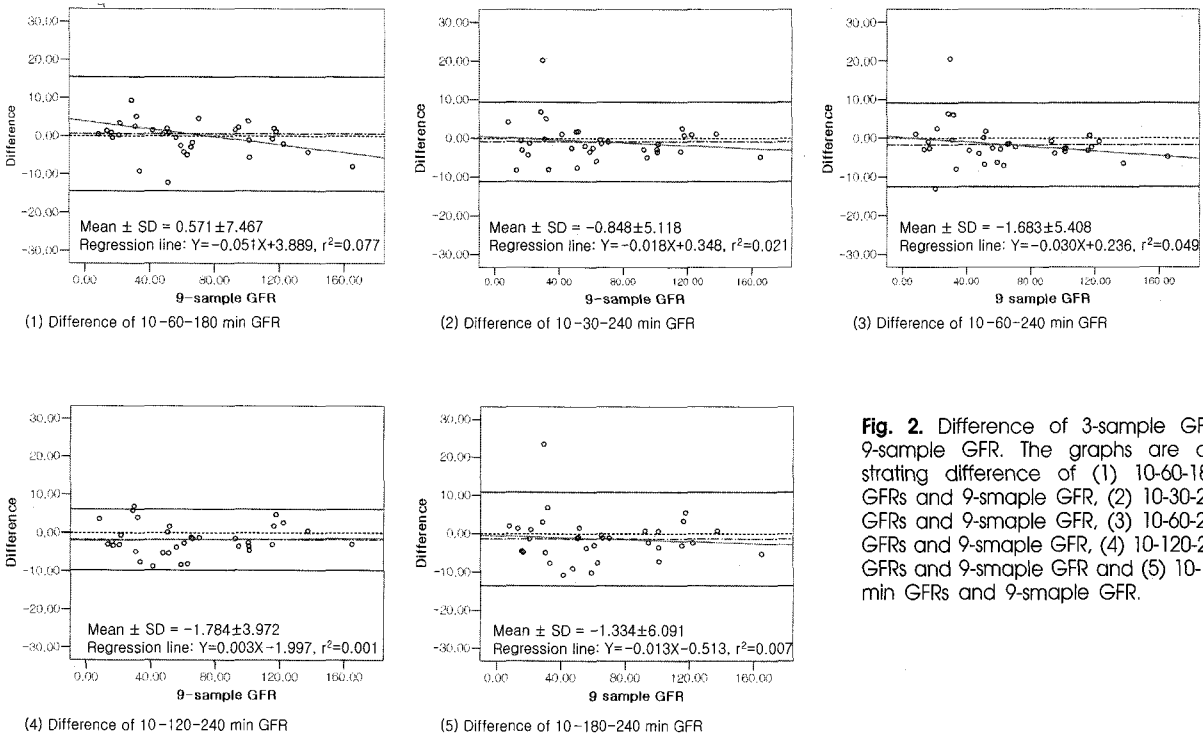 30.00
20.00
10.00
0.00
-10.00
-20.00
-30.00
Difference
Mean ± SD = 0.571±7.467
Regression line: Y=-0.051X+3.889, r²=0.077
0.00 40.00 80.00 120.00 160.00
9-sample GFR
(1) Difference of 10-60-180 min GFR
30.00
20.00
10.00
0.00
-10.00
-20.00
-30.00
Difference
Mean ± SD = -0.848±5.118
Regression line: Y=-0.018X+0.348, r²=0.021
0.00 40.00 80.00 120.00 160.00
9-sample GFR
(2) Difference of 10-30-240 min GFR
30.00
20.00
10.00
0.00
-10.00
-20.00
-30.00
Difference
Mean ± SD = -1.683±5.408
Regression line: Y=-0.030X+0.236, r²=0.049
0.00 40.00 80.00 120.00 160.00
9 sample GFR
(3) Difference of 10-60-240 min GFR
30.00
20.00
10.00
0.00
-10.00
-20.00
-30.00
Difference
Mean ± SD = -1.784±3.972
Regression line: Y=0.003X-1.997, r²=0.001
0.00 40.00 80.00 120.00 160.00
9-sample GFR
(4) Difference of 10-120-240 min GFR
30.00
20.00
10.00
0.00
-10.00
-20.00
-30.00
Difference
Mean ± SD = -1.334±6.091
Regression line: Y=-0.013X-0.513, r²=0.007
0.00 40.00 80.00 120.00 160.00
9-sample GFR
(5) Difference of 10-180-240 min GFR
Fig. 2. Difference of 3-sample GF
9-sample GFR. The graphs are
strating difference of (1) 10-60-18
GFRs and 9-smaple GFR, (2) 10-30-2
GFRs and 9-smaple GFR, (3) 10-60-2
GFRs and 9-smaple GFR, (4) 10-120-2
GFRs and 9-smaple GFR and (5) 10-
min GFRs and 9-smaple GFR.